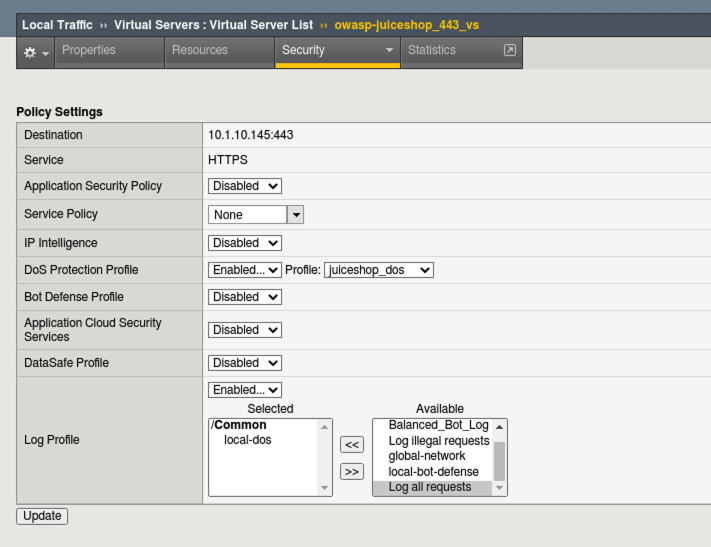 Local Traffic ›› Virtual Servers : Virtual Server List ›› owasp-juiceshop_443_vs
Properties Resources Security Statistics
Policy Settings
Destination 10.1.10.145:443
Service HTTPS
Application Security Policy Disabled
Service Policy None
IP Intelligence Disabled
DoS Protection Profile Enabled... Profile: juiceshop_dos
Bot Defense Profile Disabled
Application Cloud Security
Services Disabled
DataSafe Profile Disabled
Log Profile Enabled...
Selected Available
/Common
local-dos
<<
>>
Balanced_Bot_Log
Log illegal requests
global-network
local-bot-defense
Log all requests
Update